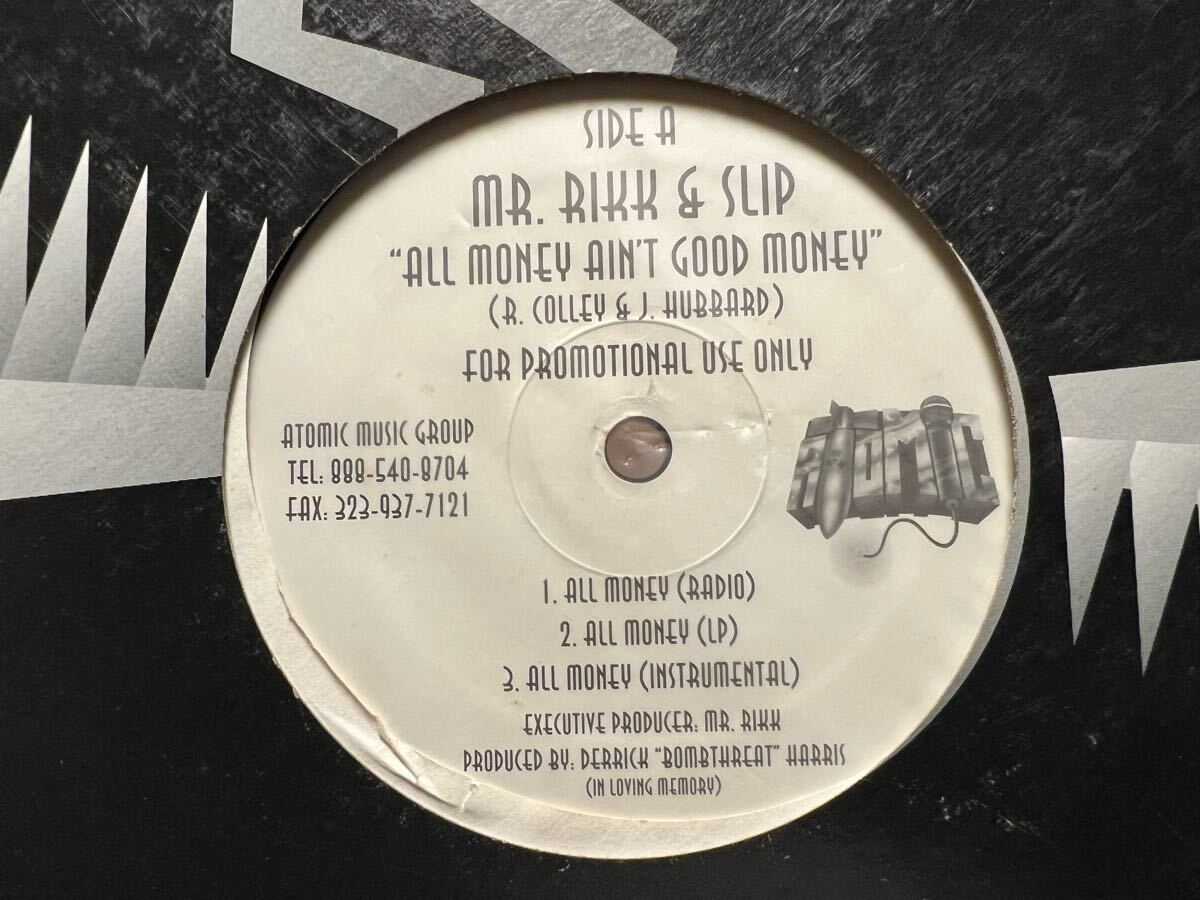 SIDE A
MR. RIKK & SLIP
"ALL MONEY AIN'T GOOD MONEY"
(R. COLLEY & J. HUBBARD)
FOR PROMOTIONAL USE ONLY
ATOMIC MUSIC GROUP
TEL: 888-540-8704
FAX: 323-937-7121
ATOMIC
1. ALL MONEY (RADIO)
2. ALL MONEY (LP)
3. ALL MONEY (INSTRUMENTAL)
EXECUTIVE PRODUCER: MR. RIKK
PRODUCED BY: DERRICK "BOMBTHREAT" HARRIS
(IN LOVING MEMORY)